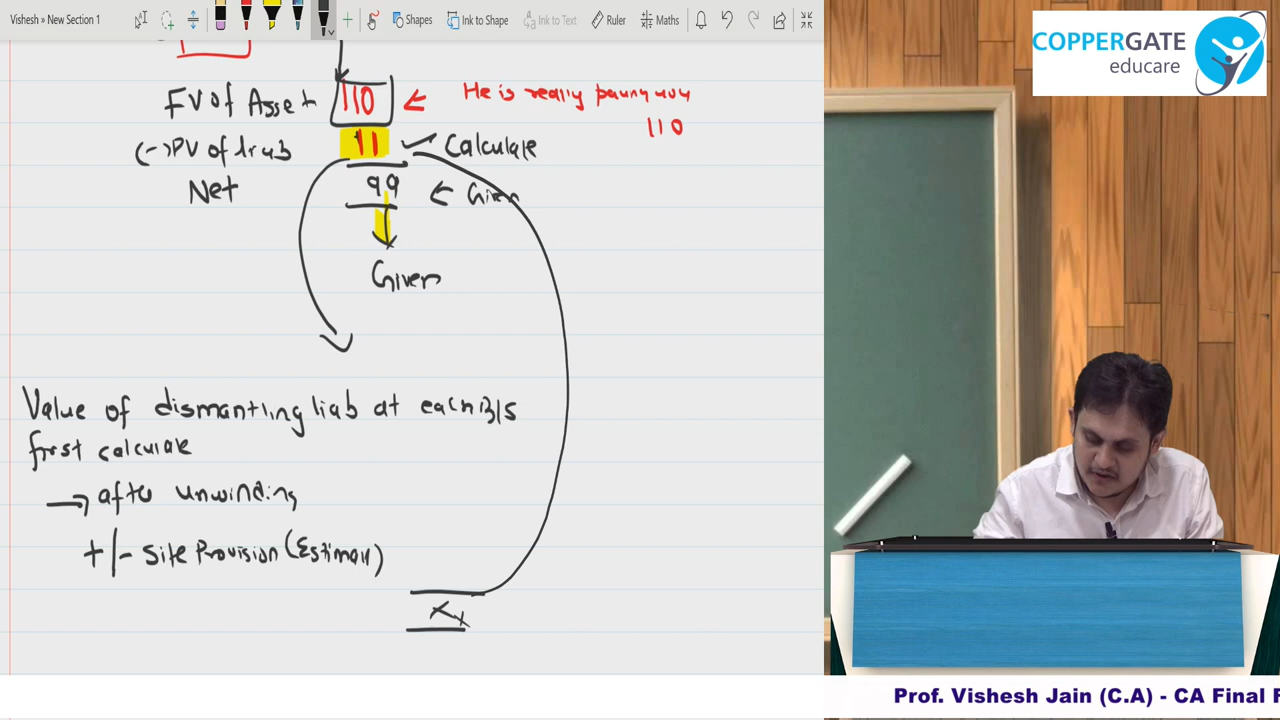 Vishesh » New Section 1
Shapes
Ink to Shape
Ink to Text
Ruler
Maths
COPPERGATE
educare
FV of Asset 110 He is really
110
(-) PV of 11 Calculate
Net 99 Given
Given
Value of dismantling liab at each B/S
first calculate
→ after unwinding
+/- Site Provision (Estimate)
Xx
Prof. Vishesh Jain (C.A) - CA Final